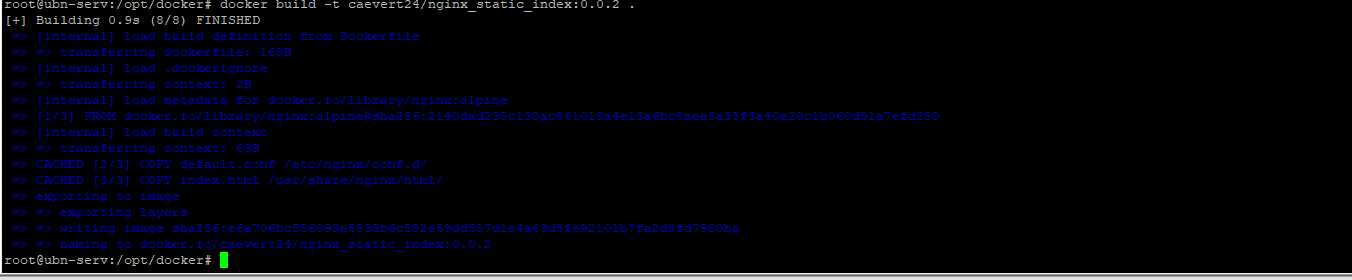 root@ubn-serv:/opt/docker# docker build -t caevert24/nginx_static_index:0.0.2 .
[+] Building 0.9s (8/8) FINISHED
=> [internal] load build definition from Dockerfile
=> => transferring dockerfile: 160B
=> [internal] load .dockerignore
=> => transferring context: 2B
=> [internal] load metadata for docker.io/library/nginx:alpine
=> [1/3] FROM docker.io/library/nginx:alpine@sha256:
=> [internal] load build context
=> => transferring context: 63B
=> CACHED [2/3] COPY default.conf /etc/nginx/conf.d/
=> CACHED [3/3] COPY index.html /usr/share/nginx/html/
=> exporting to image
=> => exporting layers
=> => writing image
=> => naming to docker.io/caevert24/nginx_static_index:0.0.2
root@ubn-serv:/opt/docker#